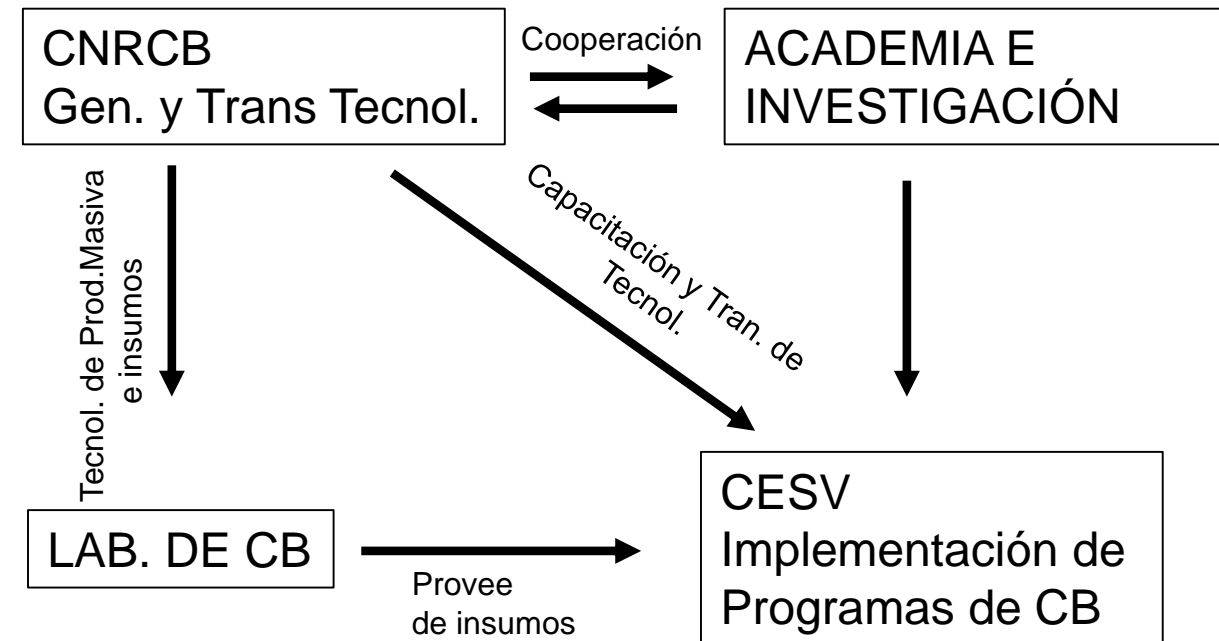 CNRCB
Gen. y Trans Tecnol.
Cooperación
ACADEMIA E
INVESTIGACIÓN
Tecnol. de Prod.Masiva
e insumos
Capacitación y Tran. de
Tecnol.
LAB. DE CB
Provee
de insumos
CESV
Implementación de
Programas de CB